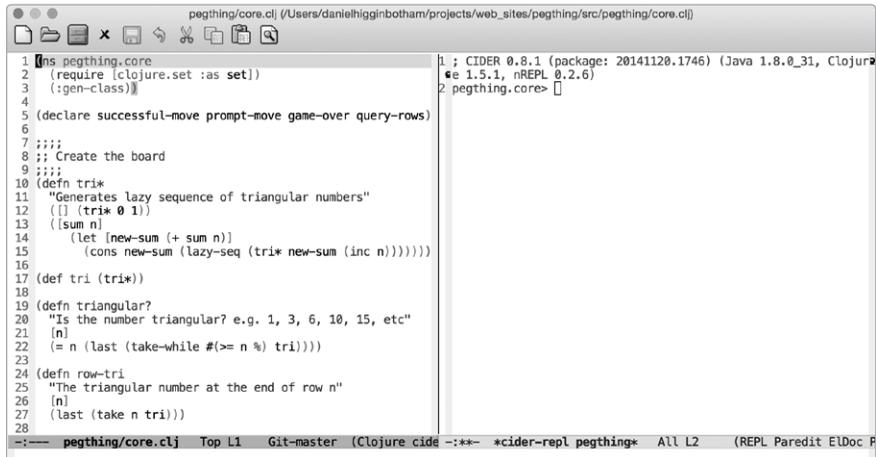 pegthing/core.clj (/Users/danielhigginbotham/projects/web_sites/pegthing/src/pegthing/core.clj)
1 (ns pegthing.core
2   (require [clojure.set :as set])
3   (:gen-class))
4
5 (declare successful-move prompt-move game-over query-rows)
6
7 ;;;;
8 ;; Create the board
9 ;;;;
10 (defn tri*
11   "Generates lazy sequence of triangular numbers"
12   ([] (tri* 0 1))
13   ([sum n]
14      (let [new-sum (+ sum n)]
15        (cons new-sum (lazy-seq (tri* new-sum (inc n)))))))
16
17 (def tri (tri*))
18
19 (defn triangular?
20   "Is the number triangular? e.g. 1, 3, 6, 10, 15, etc"
21   [n]
22   (= n (last (take-while #(>= n %) tri))))
23
24 (defn row-tri
25   "The triangular number at the end of row n"
26   [n]
27   (last (take n tri)))
28
-:--- pegthing/core.clj Top L1 Git-master (Clojure cide
1 ; CIDER 0.8.1 (package: 20141120.1746) (Java 1.8.0_31, Clojur
e 1.5.1, nREPL 0.2.6)
2 pegthing.core>
-:**- *cider-repl pegthing* All L2 (REPL Paredit ElDoc P